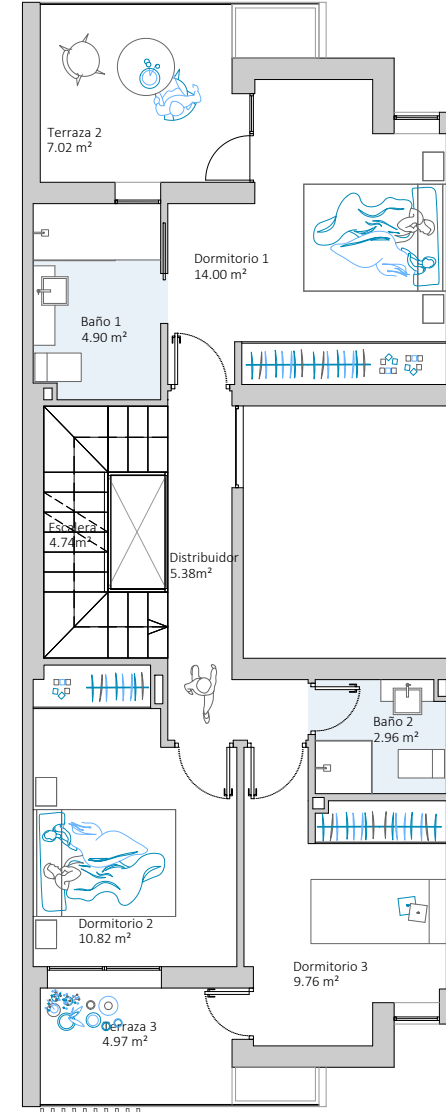 Terraza 2
7.02 m²
Dormitorio 1
14.00 m²
Baño 1
4.90 m²
Escalera
4.74m²
Distribuidor
5.38m²
Baño 2
2.96 m²
Dormitorio 2
10.82 m²
Dormitorio 3
9.76 m²
Terraza 3
4.97 m²